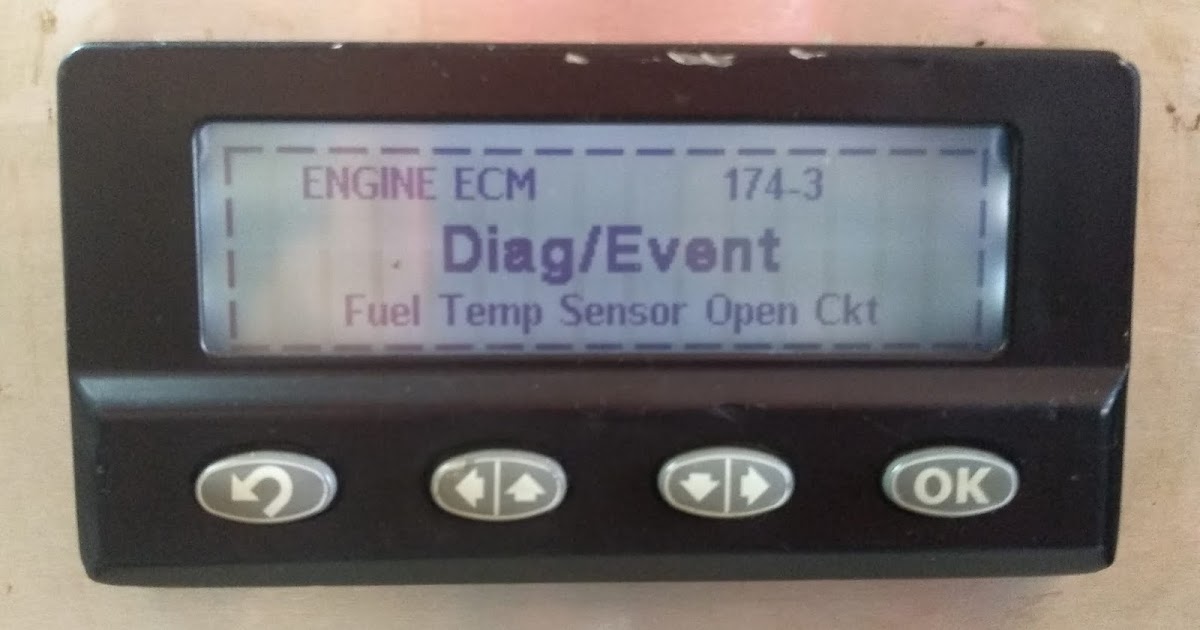 ENGINE ECM 174-3
Diag/Event
Fuel Temp Sensor Open Ckt
OK